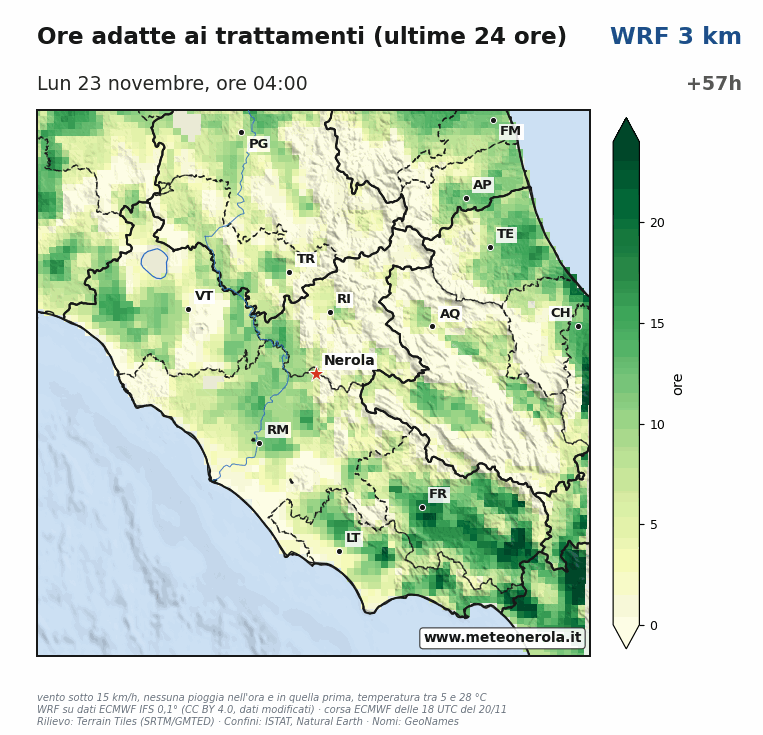 Ore adatte ai trattamenti (ultime 24 ore)
WRF 3 km
Lun 23 novembre, ore 04:00
+57h
FM
PG
AP
TE
TR
VT
RI
AQ
CH
Nerola
RM
FR
LT
www.meteonerola.it
20
15
10
5
0
ore
vento sotto 15 km/h, nessuna pioggia nell'ora e in quella prima, temperatura tra 5 e 28 °C
WRF su dati ECMWF IFS 0,1° (CC BY 4.0, dati modificati) · corsa ECMWF delle 18 UTC del 20/11
Rilievo: Terrain Tiles (SRTM/GMTED) · Confini: ISTAT, Natural Earth · Nomi: GeoNames